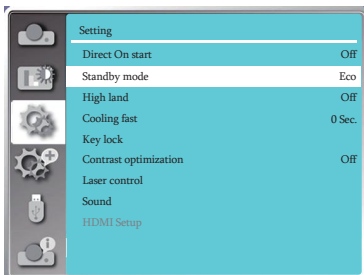 Setting
Direct On start Off
Standby mode Eco
High land Off
Cooling fast 0 Sec.
Key lock
Contrast optimization Off
Laser control
Sound
HDMI Setup